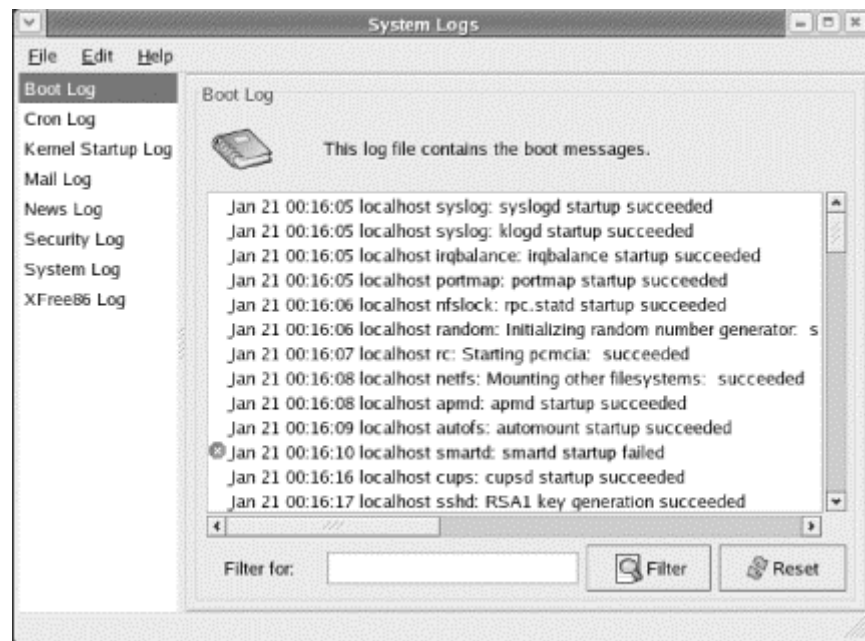 System Logs
File Edit Help
Boot Log
Cron Log
Kernel Startup Log
Mail Log
News Log
Security Log
System Log
XFree86 Log
Boot Log
This log file contains the boot messages.
Jan 21 00:16:05 localhost syslog: syslogd startup succeeded
Jan 21 00:16:05 localhost syslog: klogd startup succeeded
Jan 21 00:16:05 localhost irqbalance: irqbalance startup succeeded
Jan 21 00:16:05 localhost portmap: portmap startup succeeded
Jan 21 00:16:06 localhost nfslock: rpc.statd startup succeeded
Jan 21 00:16:06 localhost random: Initializing random number generator: s
Jan 21 00:16:07 localhost rc: Starting pcmcia: succeeded
Jan 21 00:16:08 localhost netfs: Mounting other filesystems: succeeded
Jan 21 00:16:08 localhost apmd: apmd startup succeeded
Jan 21 00:16:09 localhost autofs: automount startup succeeded
Jan 21 00:16:10 localhost smartd: smartd startup failed
Jan 21 00:16:16 localhost cups: cupsd startup succeeded
Jan 21 00:16:17 localhost sshd: RSA1 key generation succeeded
Filter for: Filter Reset